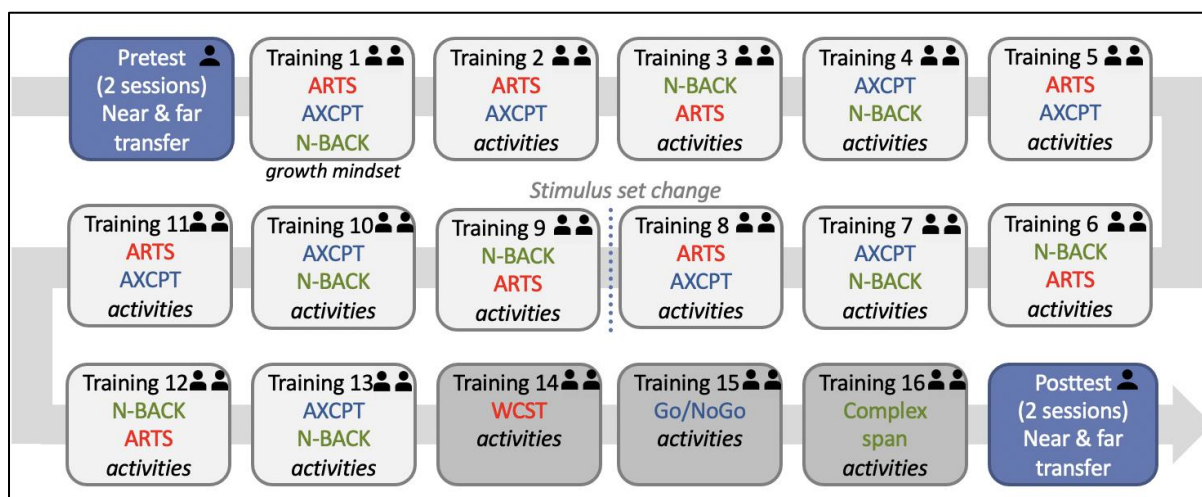 Pretest
(2 sessions)
Near & far
transfer
Training 1
ARTS
AXCPT
N-BACK
growth mindset
Training 2
ARTS
AXCPT
activities
Training 3
N-BACK
ARTS
activities
Training 4
AXCPT
N-BACK
activities
Training 5
ARTS
AXCPT
activities
Stimulus set change
Training 6
N-BACK
ARTS
activities
Training 7
AXCPT
N-BACK
activities
Training 8
ARTS
AXCPT
activities
Training 9
N-BACK
ARTS
activities
Training 10
AXCPT
N-BACK
activities
Training 11
ARTS
AXCPT
activities
Training 12
N-BACK
ARTS
activities
Training 13
AXCPT
N-BACK
activities
Training 14
WCST
activities
Training 15
Go/NoGo
activities
Training 16
Complex
span
activities
Posttest
(2 sessions)
Near & far
transfer